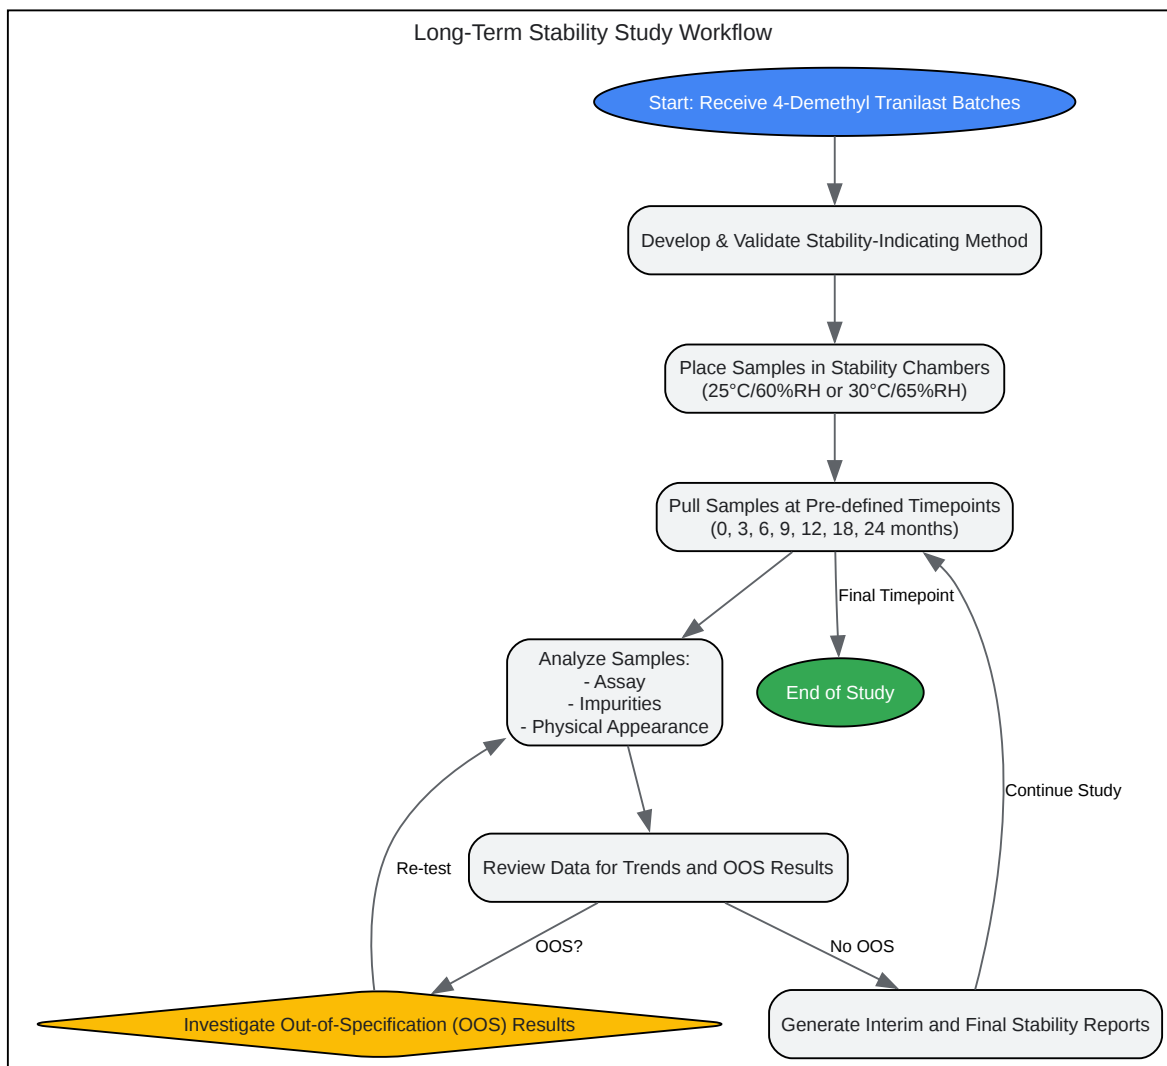 Long-Term Stability Study Workflow
Start: Receive 4-Demethyl Tranilast Batches
Develop & Validate Stability-Indicating Method
Place Samples in Stability Chambers
(25°C/60%RH or 30°C/65%RH)
Pull Samples at Pre-defined Timepoints
(0, 3, 6, 9, 12, 18, 24 months)
Final Timepoint
Analyze Samples:
- Assay
- Impurities
- Physical Appearance
End of Study
Continue Study
Re-test
Review Data for Trends and OOS Results
OOS?
No OOS
Investigate Out-of-Specification (OOS) Results
Generate Interim and Final Stability Reports